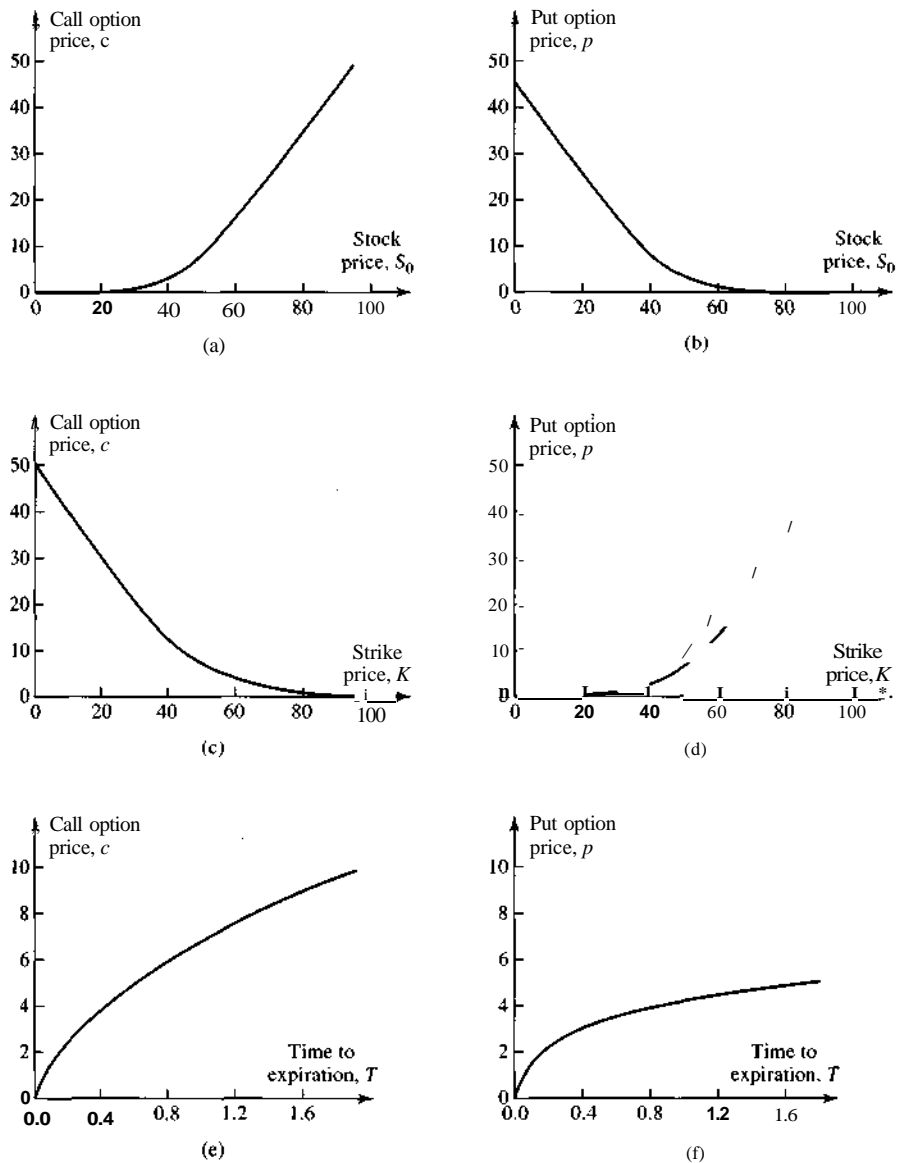 Call option
price, c
50
40
30
20
10
0
Stock
price, S0
0 20 40 60 80 100
(a)
Put option
price, p
50
40
30
20
10
0
Stock
price, S0
0 20 40 60 80 100
(b)
Call option
price, c
50
40
30
20
10
0
Strike
price, K
0 20 40 60 80 100
(c)
Put option
price, p
50
40
30
20
10
n
Strike
price, K
0 20 40 60 80 100
(d)
Call option
price, c
10
8
6
4
2
0
Time to
expiration, T
0.0 0.4 0.8 1.2 1.6
(e)
Put option
price, p
10
8
6
4
2
0
Time to
expiration, T
0.0 0.4 0.8 1.2 1.6
(f)